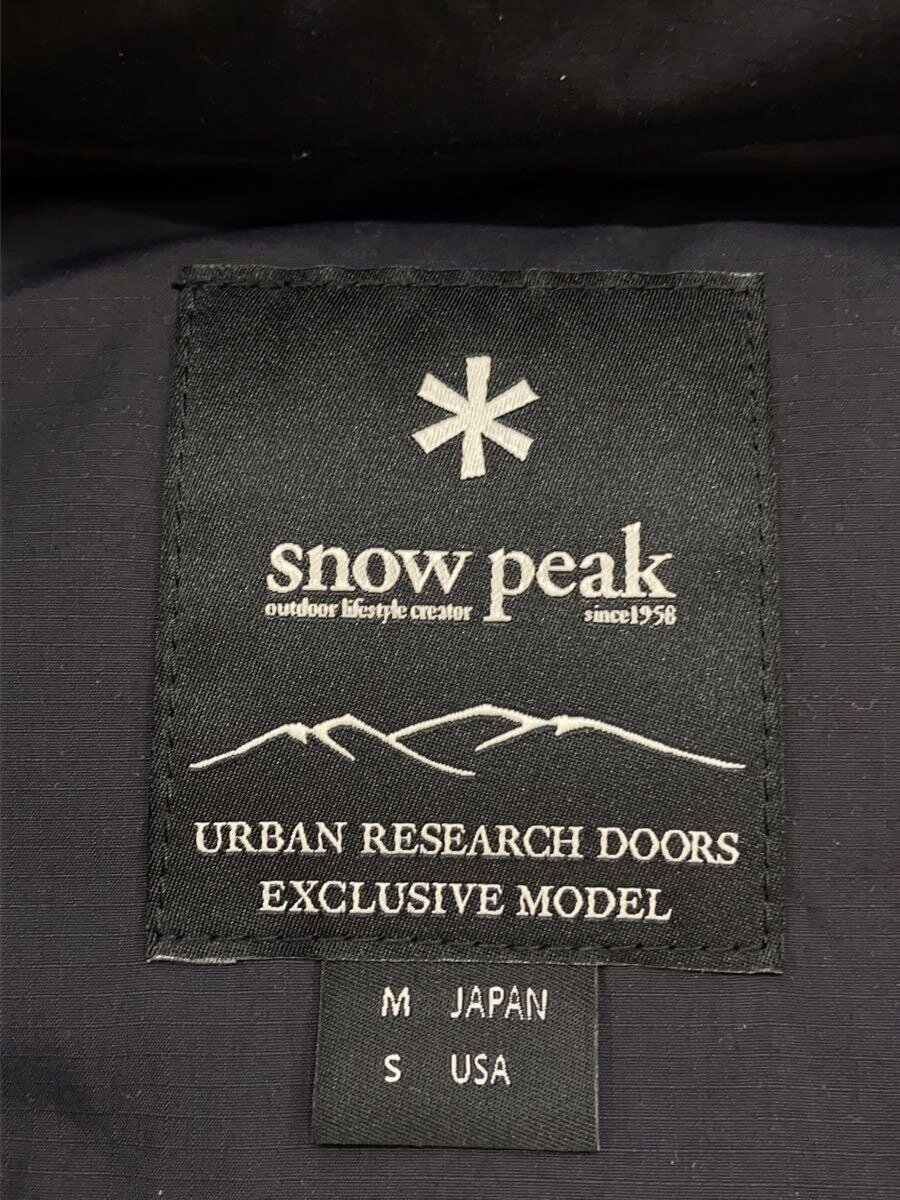 snow peak
outdoor lifestyle creator since1958
URBAN RESEARCH DOORS
EXCLUSIVE MODEL
M JAPAN
S USA